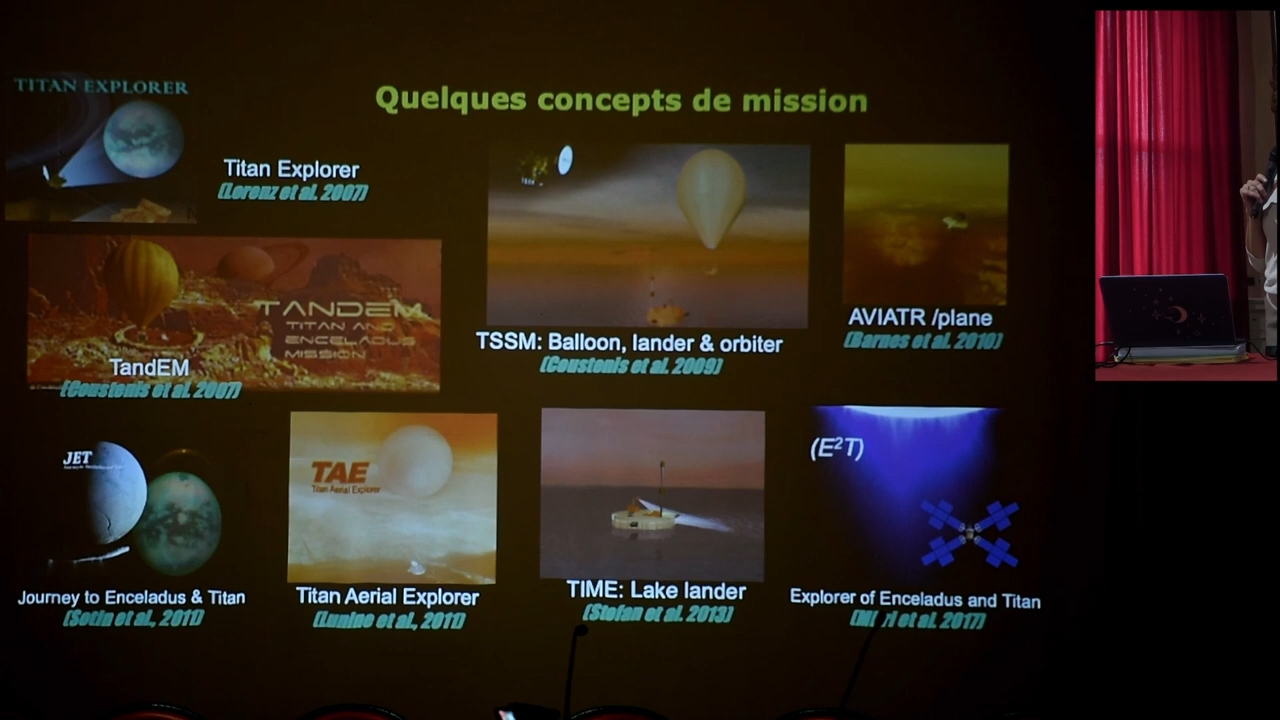 TITAN EXPLORER
Quelques concepts de mission
Titan Explorer
(Lorenz et al. 2007)
TANDEM
TITAN AND
ENCELADUS
MISSION
TandEM
(Coustenis et al. 2007)
TSSM: Balloon, lander & orbiter
(Coustenis et al. 2009)
AVIATR /plane
(Barnes et al. 2010)
JET
Journey to Enceladus & Titan
(Sotin et al., 2011)
TAE
Titan Aerial Explorer
Titan Aerial Explorer
(Lunine et al., 2011)
TIME: Lake lander
(Stofan et al. 2013)
(E²T)
Explorer of Enceladus and Titan
et al. 2017)